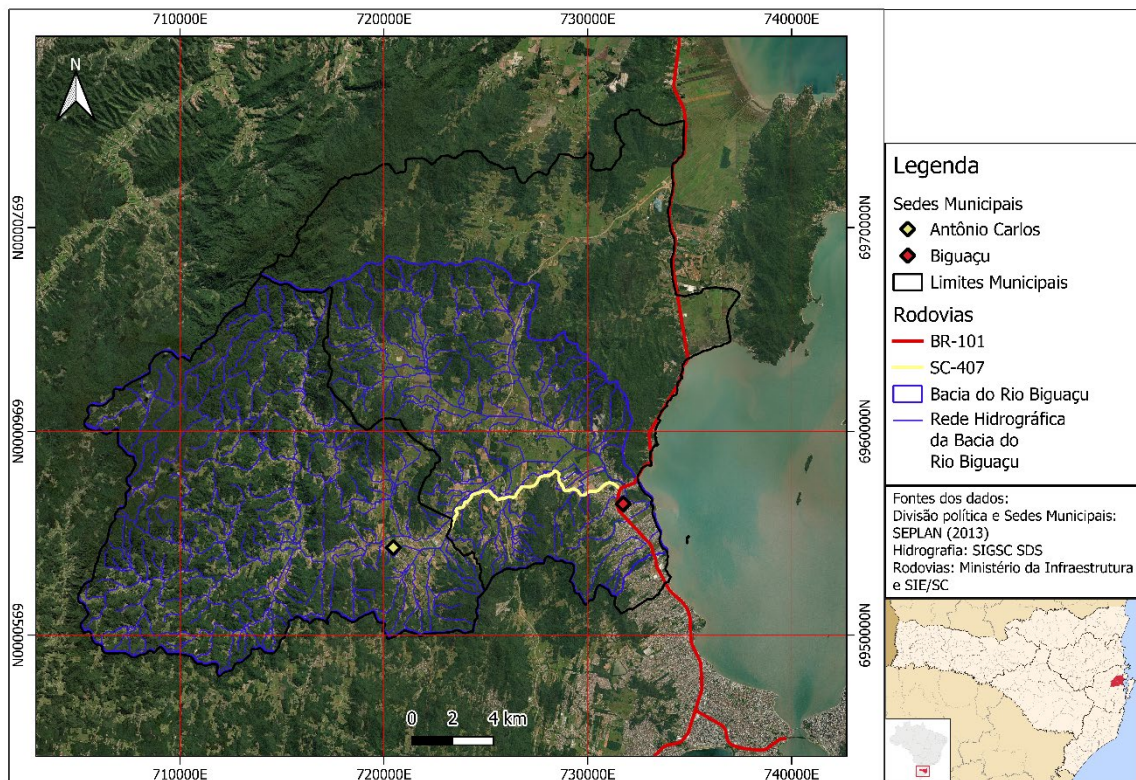 710000E 720000E 730000E 740000E
N
6970000N
6970000N
6960000N
6960000N
6950000N
6950000N
0 2 4 km
710000E 720000E 730000E 740000E
Legenda
Sedes Municipais
Antônio Carlos
Biguaçu
Limites Municipais
Rodovias
BR-101
SC-407
Bacia do Rio Biguaçu
Rede Hidrográfica
da Bacia do
Rio Biguaçu
Fontes dos dados:
Divisão política e Sedes Municipais:
SEPLAN (2013)
Hidrografia: SIGSC SDS
Rodovias: Ministério da Infraestrutura
e SIE/SC